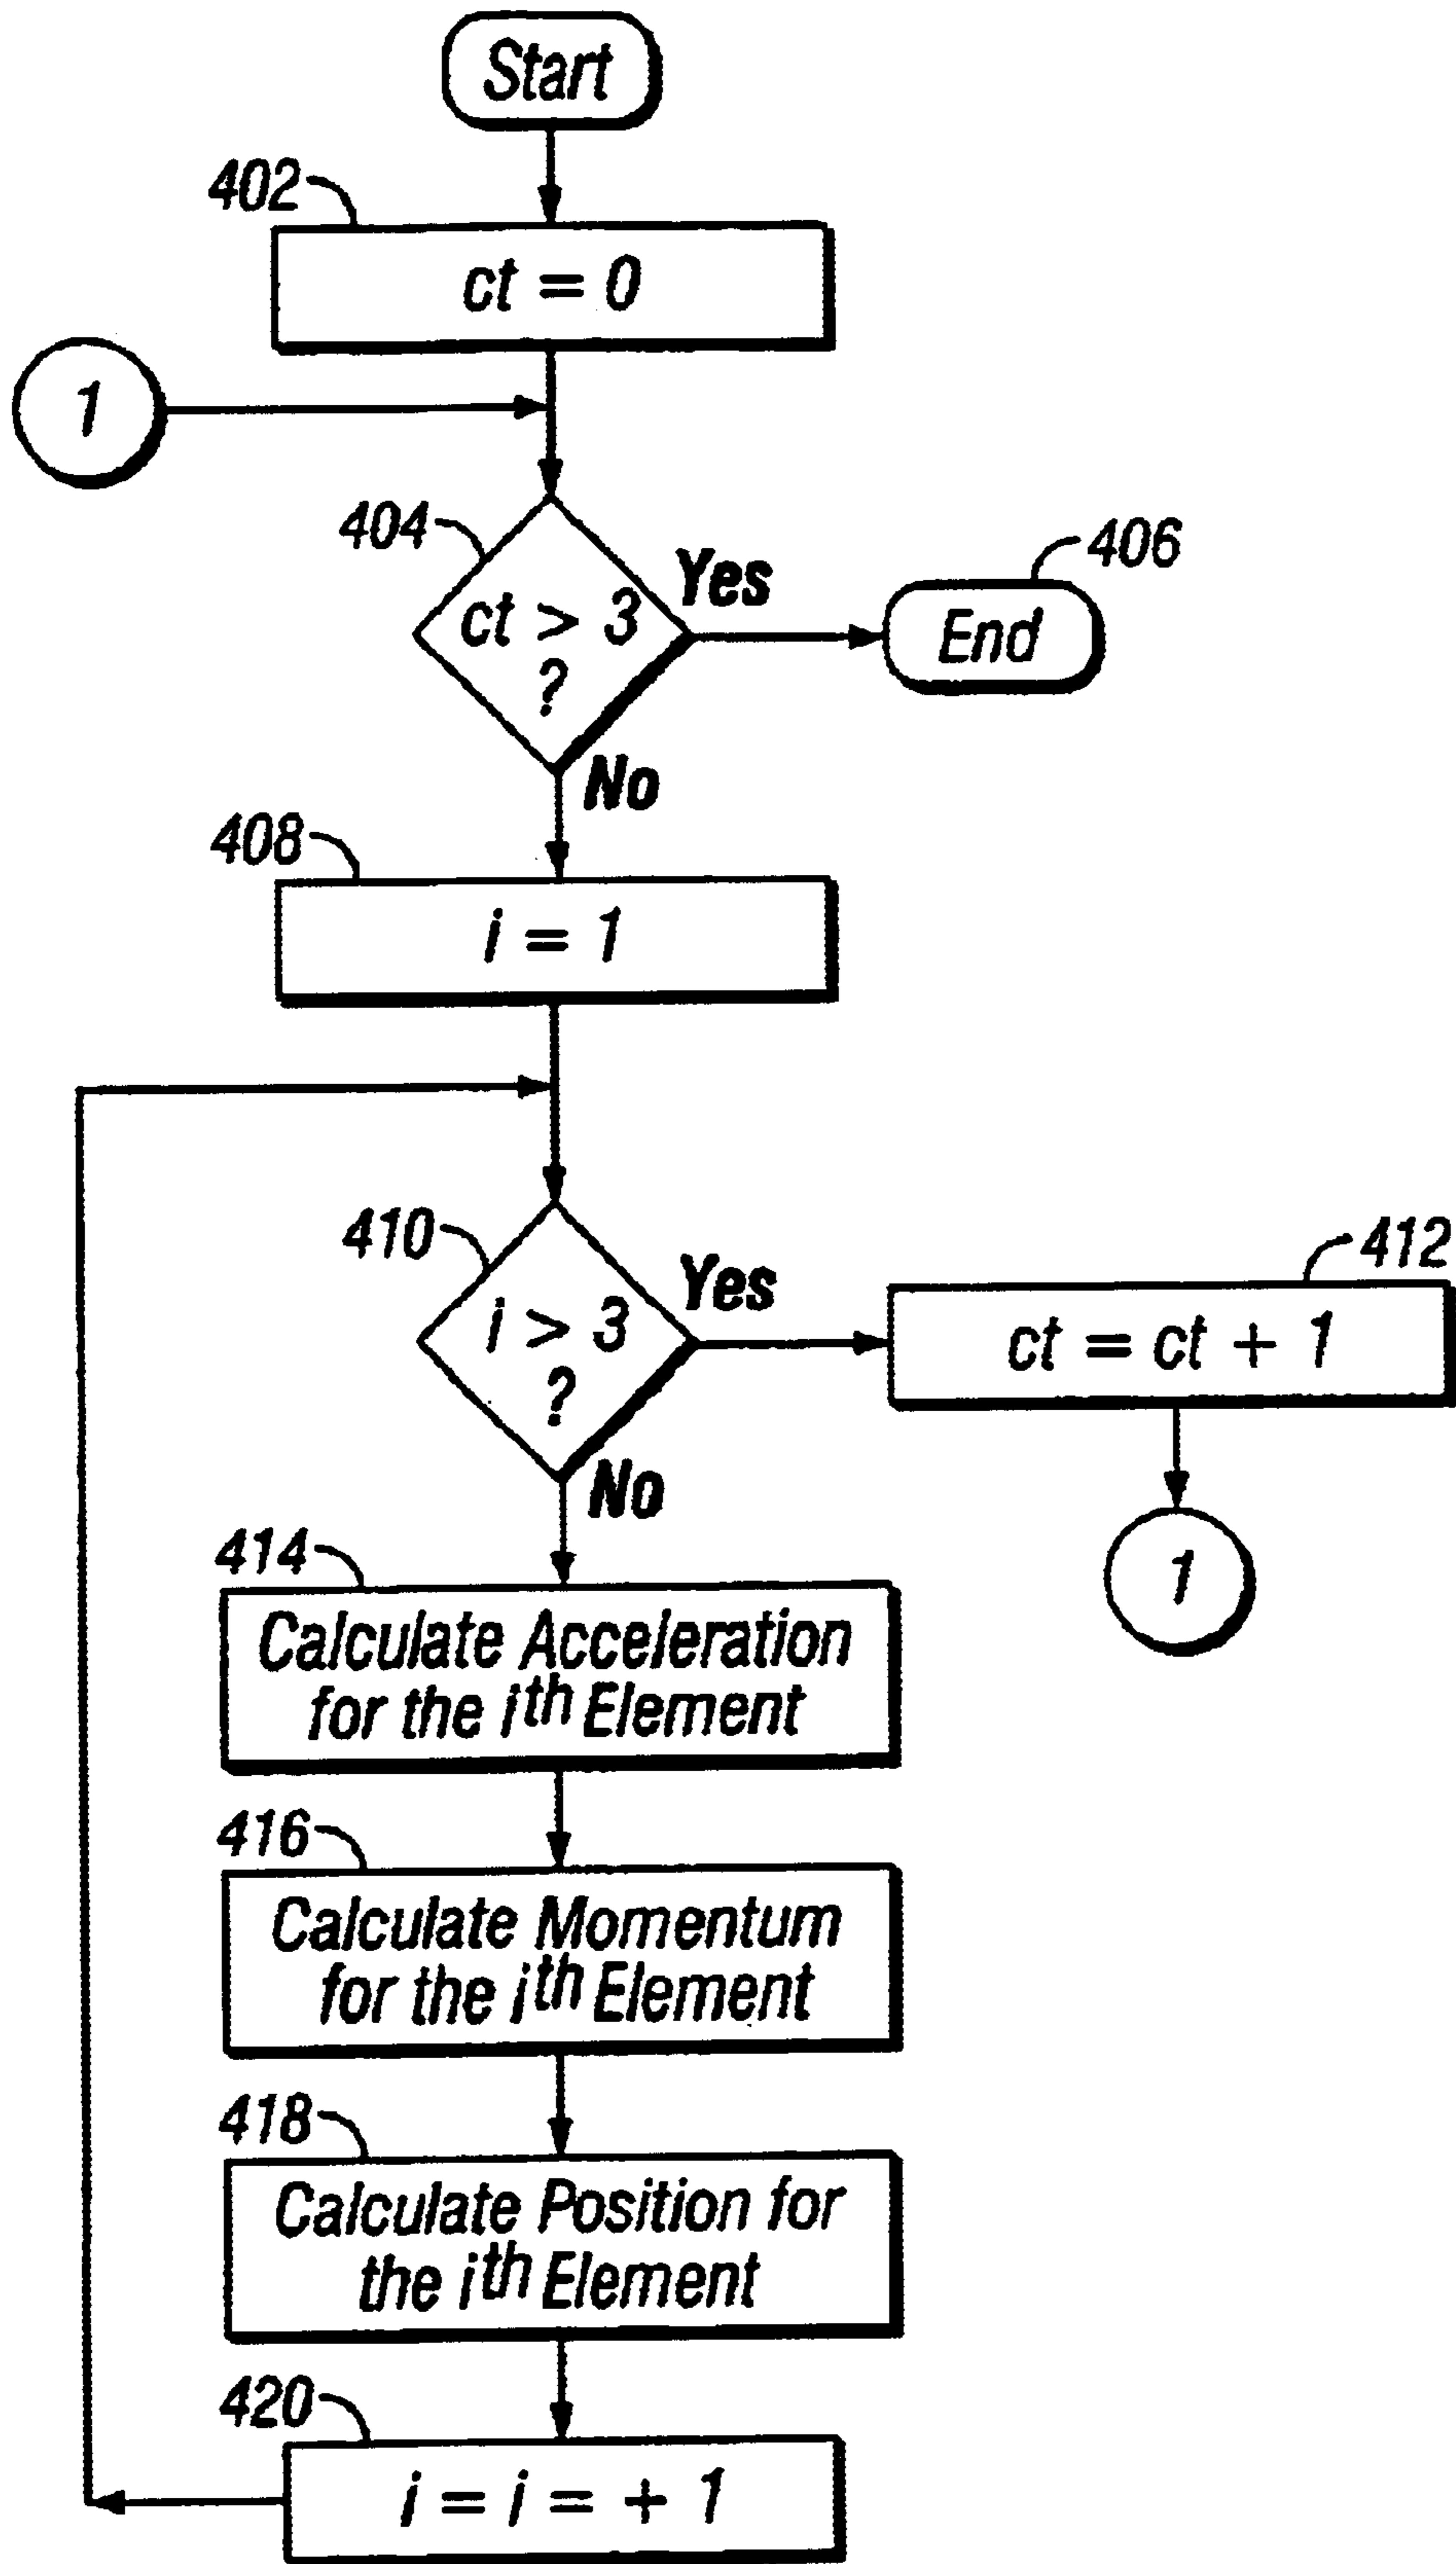 Start
402
ct = 0
1
404
ct > 3
?
Yes
406
End
No
408
i = 1
410
i > 3
?
Yes
412
ct = ct + 1
1
No
414
Calculate Acceleration
for the ith Element
416
Calculate Momentum
for the ith Element
418
Calculate Position for
the ith Element
420
i = i = + 1